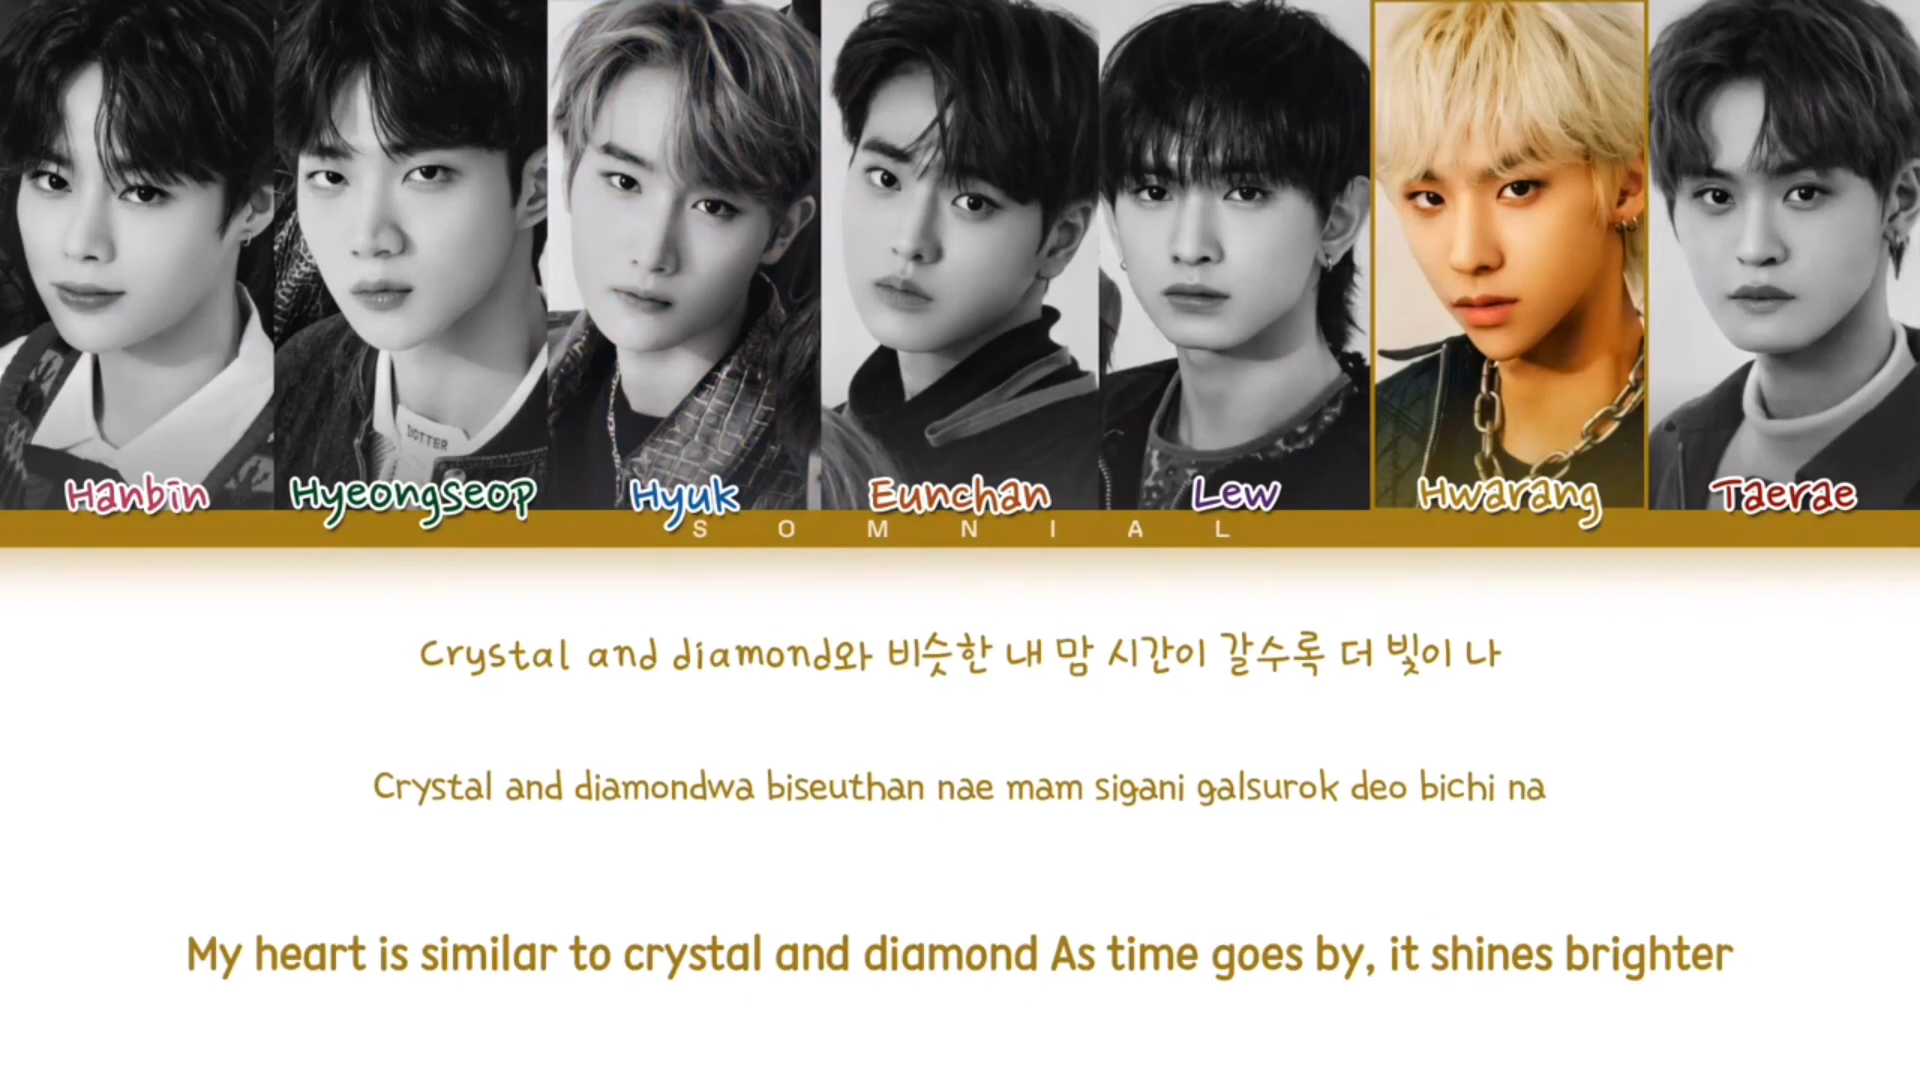 DOTTER
Hanbin Hyeongseop Hyuk Eunchan Lew Hwarang Taerae
SOMNIAL
Crystal and diamond와 비슷한 내 맘 시간이 갈수록 더 빛이 나
Crystal and diamondwa biseuthan nae mam sigani galsurok deo bichi na
My heart is similar to crystal and diamond As time goes by, it shines brighter